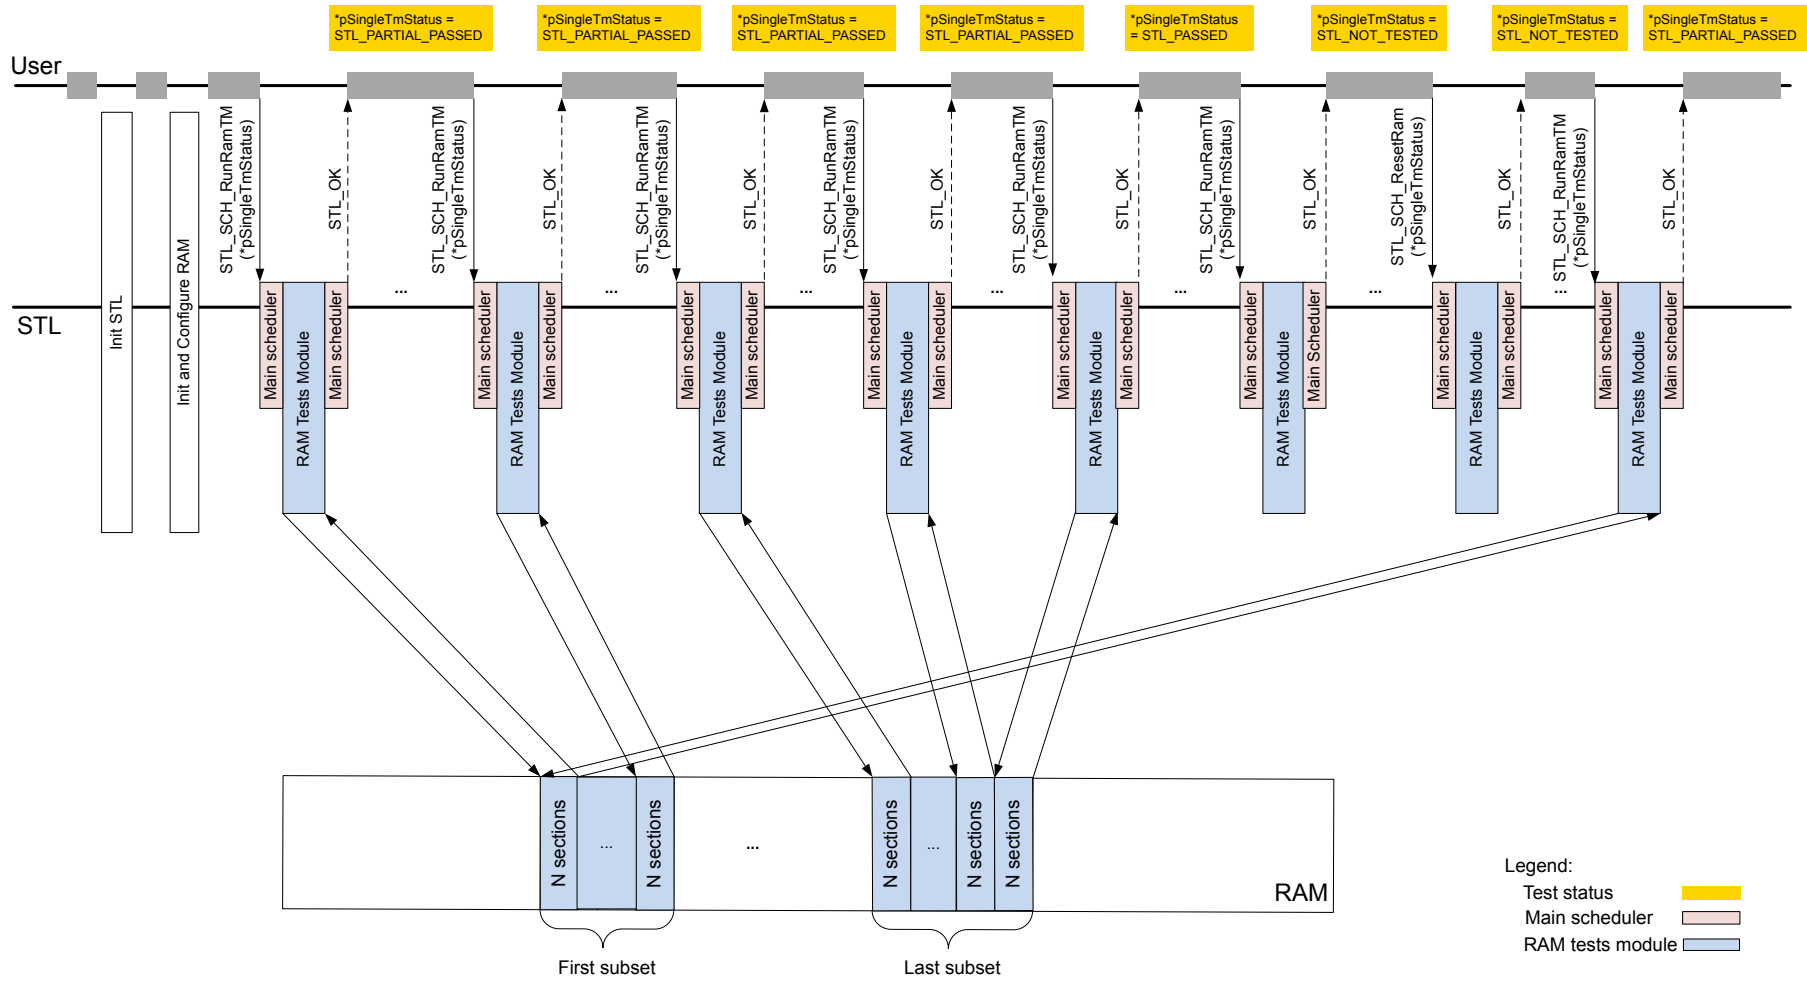 *pSingleTmStatus =
STL_PARTIAL_PASSED
*pSingleTmStatus =
STL_PARTIAL_PASSED
*pSingleTmStatus =
STL_PARTIAL_PASSED
*pSingleTmStatus =
STL_PARTIAL_PASSED
*pSingleTmStatus
= STL_PASSED
*pSingleTmStatus =
STL_NOT_TESTED
*pSingleTmStatus =
STL_NOT_TESTED
*pSingleTmStatus =
STL_PARTIAL_PASSED
User
STL_SCH_RunRamTM
(*pSingleTmStatus)
STL_OK
STL_SCH_RunRamTM
(*pSingleTmStatus)
STL_OK
STL_SCH_RunRamTM
(*pSingleTmStatus)
STL_OK
STL_SCH_RunRamTM
(*pSingleTmStatus)
STL_OK
STL_SCH_RunRamTM
(*pSingleTmStatus)
STL_OK
STL_SCH_RunRamTM
(*pSingleTmStatus)
STL_OK
STL_SCH_ResetRam
(*pSingleTmStatus)
STL_OK
STL_SCH_RunRamTM
(*pSingleTmStatus)
STL_OK
...
...
...
...
...
...
...
STL
Init STL
Init and Configure RAM
Main scheduler
RAM Tests Module
Main scheduler
Main scheduler
RAM Tests Module
Main scheduler
Main scheduler
RAM Tests Module
Main scheduler
Main scheduler
RAM Tests Module
Main scheduler
Main scheduler
RAM Tests Module
Main scheduler
Main scheduler
RAM Tests Module
Main Scheduler
Main scheduler
RAM Tests Module
Main scheduler
Main scheduler
RAM Tests Module
Main scheduler
N sections
...
N sections
...
N sections
...
N sections
N sections
RAM
First subset
Last subset
Legend:
Test status
Main scheduler
RAM tests module